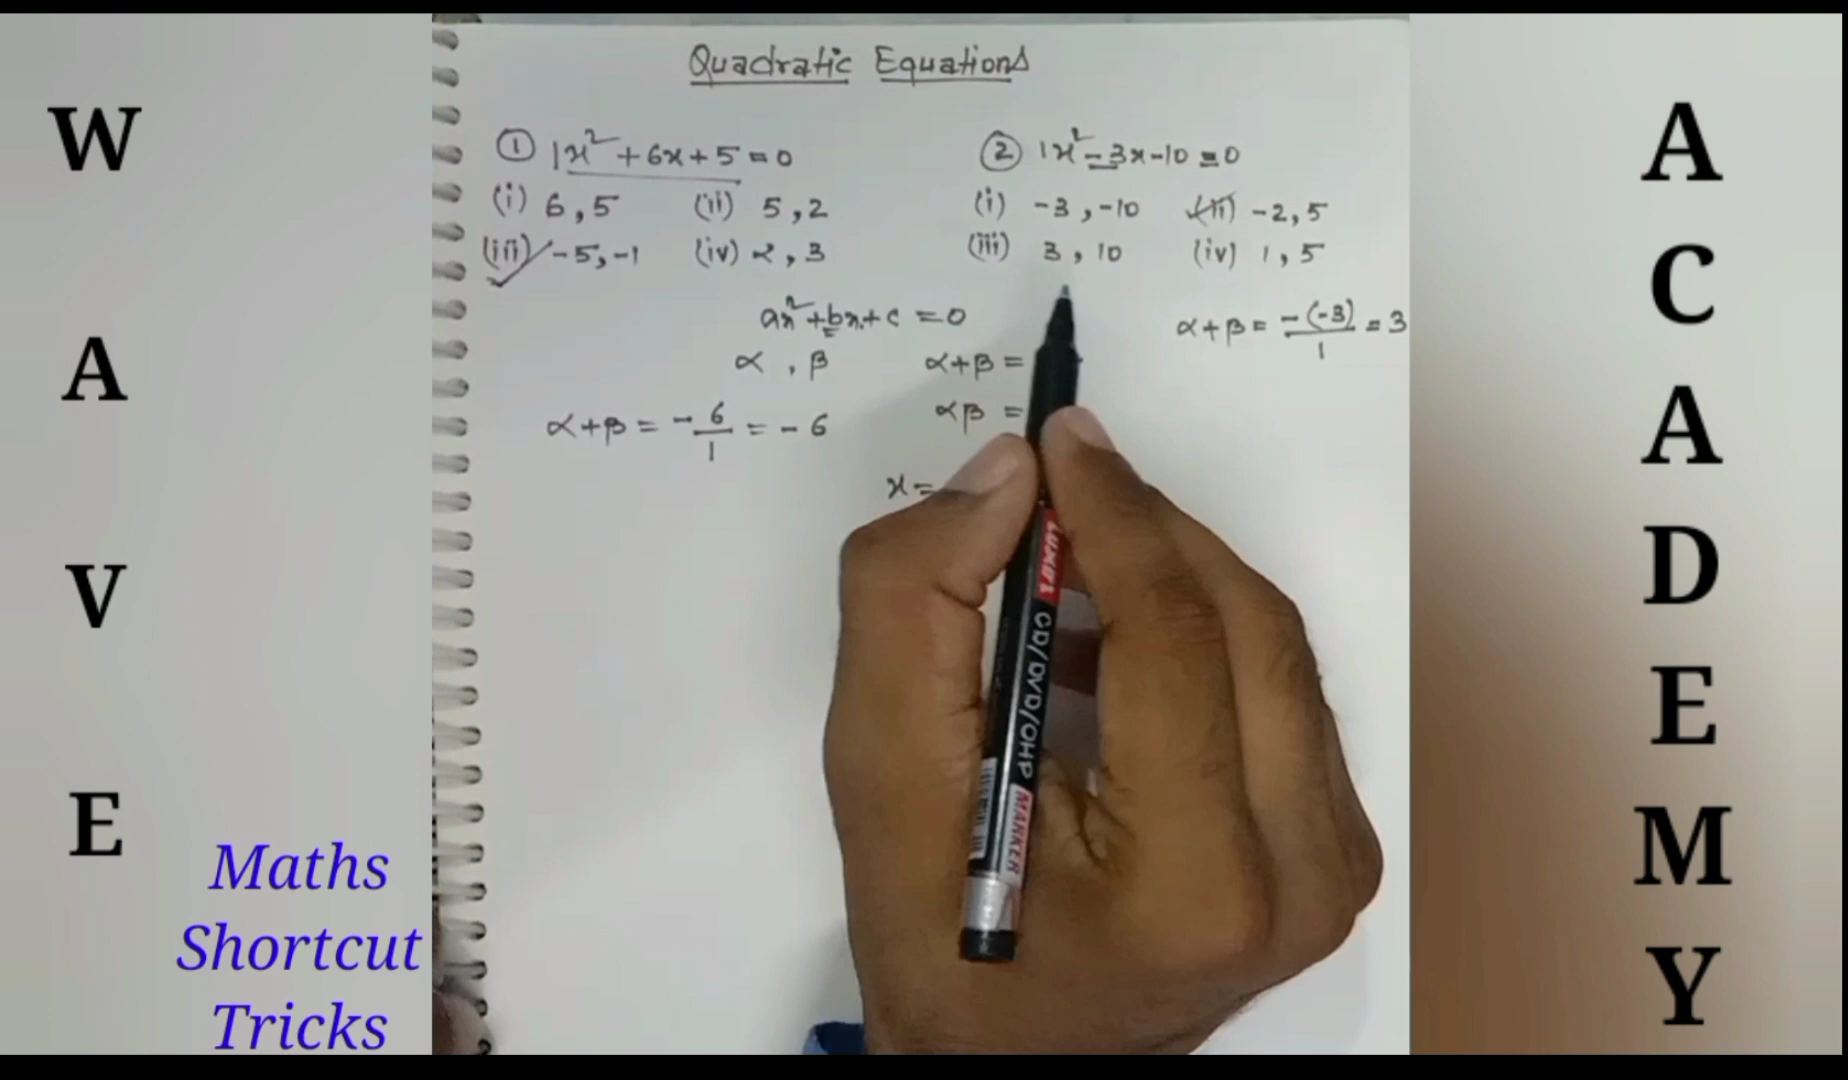 Quadratic Equations
① 1x² + 6x + 5 = 0
(i) 6, 5 (ii) 5, 2
(iii) -5, -1 (iv) 2, 3
② 1x² - 3x - 10 = 0
(i) -3, -10 (ii) -2, 5
(iii) 3, 10 (iv) 1, 5
ax² + bx + c = 0
α , β
α + β =
αβ =
α + β = -6/1 = -6
α + β = -(-3)/1 = 3
x =
LUXOR CD/DVD/OHP MARKER
WAVE
Maths
Shortcut
Tricks
ACADEMY